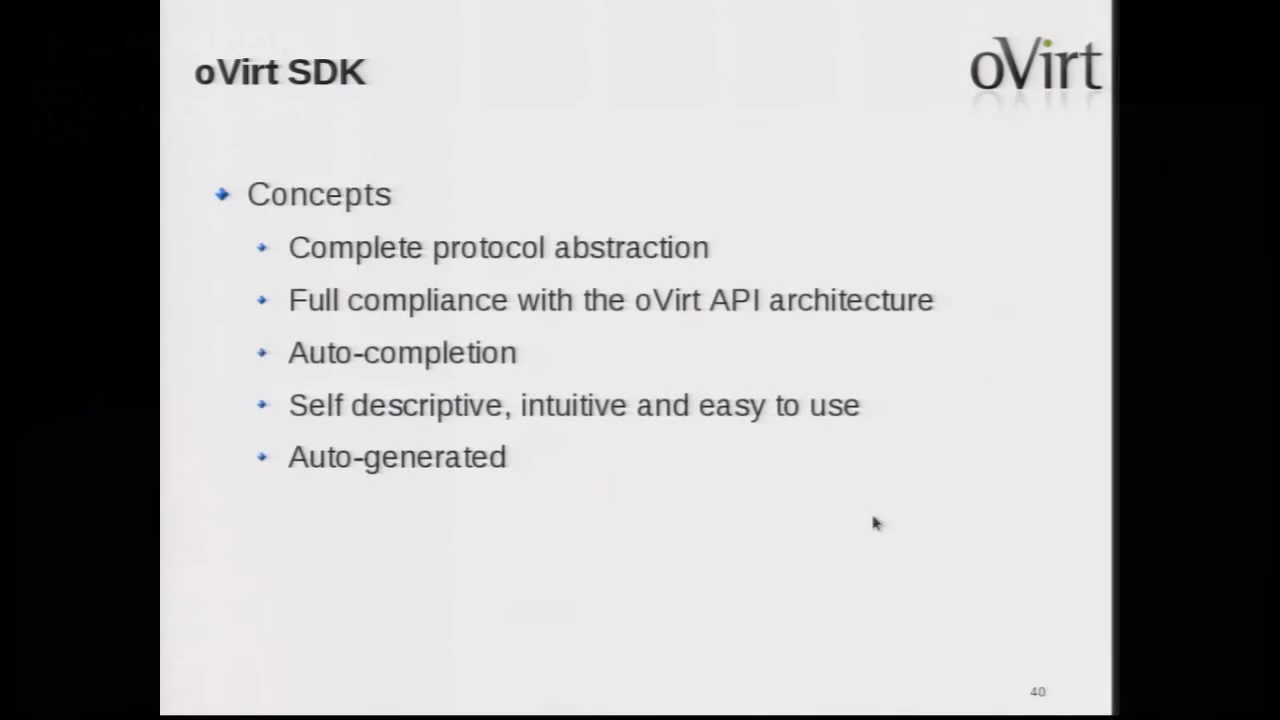 oVirt SDK
oVirt
Concepts
Complete protocol abstraction
Full compliance with the oVirt API architecture
Auto-completion
Self descriptive, intuitive and easy to use
Auto-generated
40